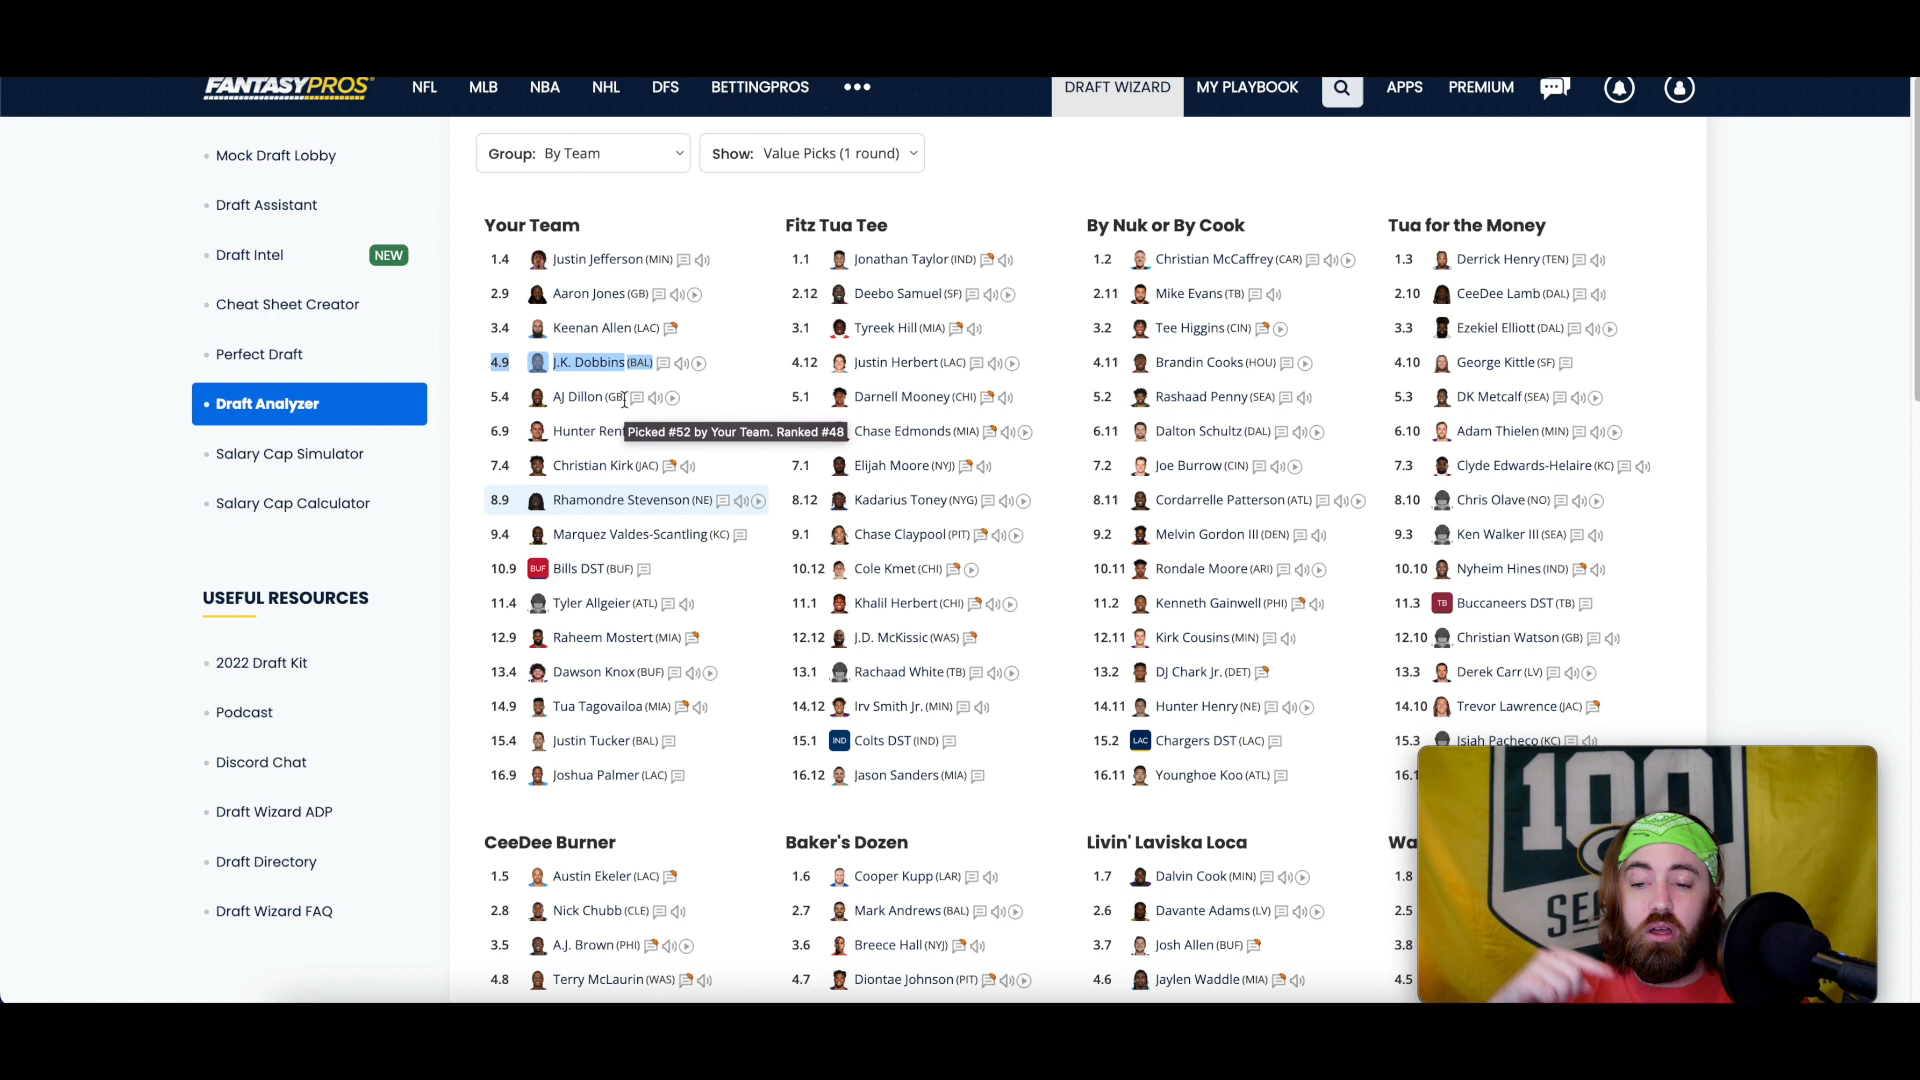 FANTASYPROS NFL MLB NBA NHL DFS BETTINGPROS ••• DRAFT WIZARD MY PLAYBOOK APPS PREMIUM
Mock Draft Lobby
Draft Assistant
Draft Intel NEW
Cheat Sheet Creator
Perfect Draft
Draft Analyzer
Salary Cap Simulator
Salary Cap Calculator
USEFUL RESOURCES
2022 Draft Kit
Podcast
Discord Chat
Draft Wizard ADP
Draft Directory
Draft Wizard FAQ
Group: By Team Show: Value Picks (1 round)
Your Team
1.4 Justin Jefferson (MIN)
2.9 Aaron Jones (GB)
3.4 Keenan Allen (LAC)
4.9 J.K. Dobbins (BAL)
5.4 AJ Dillon (GB)
Picked #52 by Your Team. Ranked #48
6.9 Hunter
7.4 Christian Kirk (JAC)
8.9 Rhamondre Stevenson (NE)
9.4 Marquez Valdes-Scantling (KC)
10.9 BUF Bills DST (BUF)
11.4 Tyler Allgeier (ATL)
12.9 Raheem Mostert (MIA)
13.4 Dawson Knox (BUF)
14.9 Tua Tagovailoa (MIA)
15.4 Justin Tucker (BAL)
16.9 Joshua Palmer (LAC)
Fitz Tua Tee
1.1 Jonathan Taylor (IND)
2.12 Deebo Samuel (SF)
3.1 Tyreek Hill (MIA)
4.12 Justin Herbert (LAC)
5.1 Darnell Mooney (CHI)
Chase Edmonds (MIA)
7.1 Elijah Moore (NYJ)
8.12 Kadarius Toney (NYG)
9.1 Chase Claypool (PIT)
10.12 Cole Kmet (CHI)
11.1 Khalil Herbert (CHI)
12.12 J.D. McKissic (WAS)
13.1 Rachaad White (TB)
14.12 Irv Smith Jr. (MIN)
15.1 IND Colts DST (IND)
16.12 Jason Sanders (MIA)
By Nuk or By Cook
1.2 Christian McCaffrey (CAR)
2.11 Mike Evans (TB)
3.2 Tee Higgins (CIN)
4.11 Brandin Cooks (HOU)
5.2 Rashaad Penny (SEA)
6.11 Dalton Schultz (DAL)
7.2 Joe Burrow (CIN)
8.11 Cordarrelle Patterson (ATL)
9.2 Melvin Gordon III (DEN)
10.11 Rondale Moore (ARI)
11.2 Kenneth Gainwell (PHI)
12.11 Kirk Cousins (MIN)
13.2 DJ Chark Jr. (DET)
14.11 Hunter Henry (NE)
15.2 LAC Chargers DST (LAC)
16.11 Younghoe Koo (ATL)
Tua for the Money
1.3 Derrick Henry (TEN)
2.10 CeeDee Lamb (DAL)
3.3 Ezekiel Elliott (DAL)
4.10 George Kittle (SF)
5.3 DK Metcalf (SEA)
6.10 Adam Thielen (MIN)
7.3 Clyde Edwards-Helaire (KC)
8.10 Chris Olave (NO)
9.3 Ken Walker III (SEA)
10.10 Nyheim Hines (IND)
11.3 TB Buccaneers DST (TB)
12.10 Christian Watson (GB)
13.3 Derek Carr (LV)
14.10 Trevor Lawrence (JAC)
15.3 Isiah Pacheco (KC)
16.1
CeeDee Burner
1.5 Austin Ekeler (LAC)
2.8 Nick Chubb (CLE)
3.5 A.J. Brown (PHI)
4.8 Terry McLaurin (WAS)
Baker's Dozen
1.6 Cooper Kupp (LAR)
2.7 Mark Andrews (BAL)
3.6 Breece Hall (NYJ)
4.7 Diontae Johnson (PIT)
Livin' Laviska Loca
1.7 Dalvin Cook (MIN)
2.6 Davante Adams (LV)
3.7 Josh Allen (BUF)
4.6 Jaylen Waddle (MIA)
Wa
1.8
2.5
3.8
4.5
100
SE